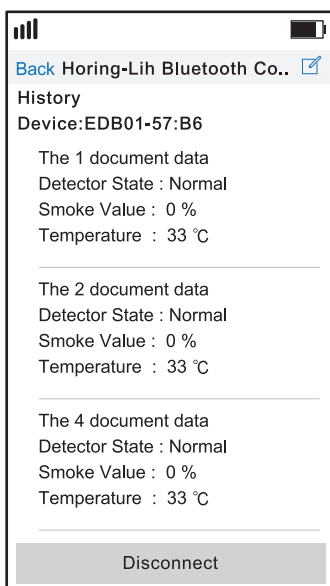 Back Horing-Lih Bluetooth Co..
History
Device:EDB01-57:B6
The 1 document data
Detector State : Normal
Smoke Value : 0 %
Temperature : 33 ℃
The 2 document data
Detector State : Normal
Smoke Value : 0 %
Temperature : 33 ℃
The 4 document data
Detector State : Normal
Smoke Value : 0 %
Temperature : 33 ℃
Disconnect